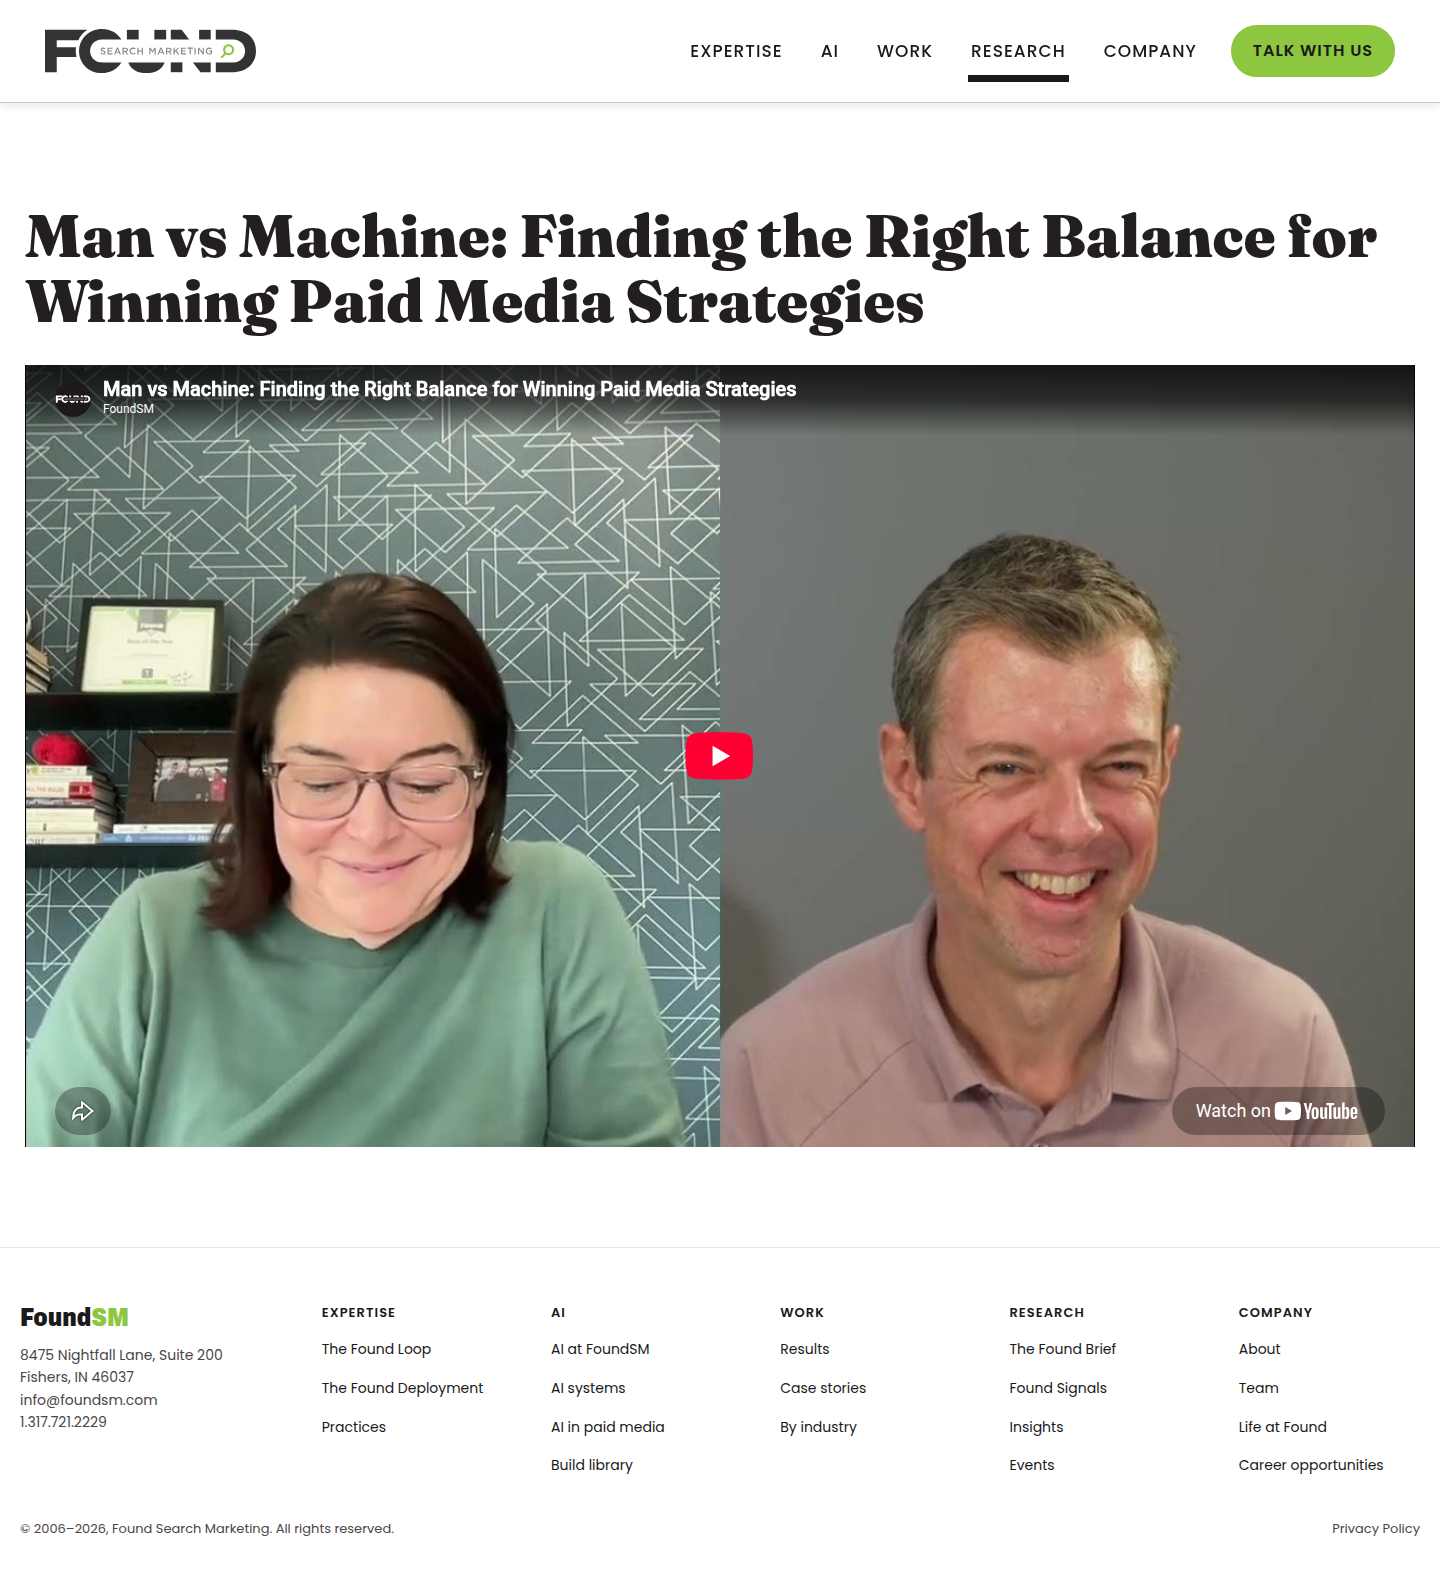 FOUND
SEARCH MARKETING
EXPERTISE
AI
WORK
RESEARCH
COMPANY
TALK WITH US
Man vs Machine: Finding the Right Balance for
Winning Paid Media Strategies
FOUND
Man vs Machine: Finding the Right Balance for Winning Paid Media Strategies
FoundSM
Watch on YouTube
FoundSM
8475 Nightfall Lane, Suite 200
Fishers, IN 46037
info@foundsm.com
1.317.721.2229
EXPERTISE
The Found Loop
The Found Deployment
Practices
AI
AI at FoundSM
AI systems
AI in paid media
Build library
WORK
Results
Case stories
By industry
RESEARCH
The Found Brief
Found Signals
Insights
Events
COMPANY
About
Team
Life at Found
Career opportunities
© 2006–2026, Found Search Marketing. All rights reserved.
Privacy Policy